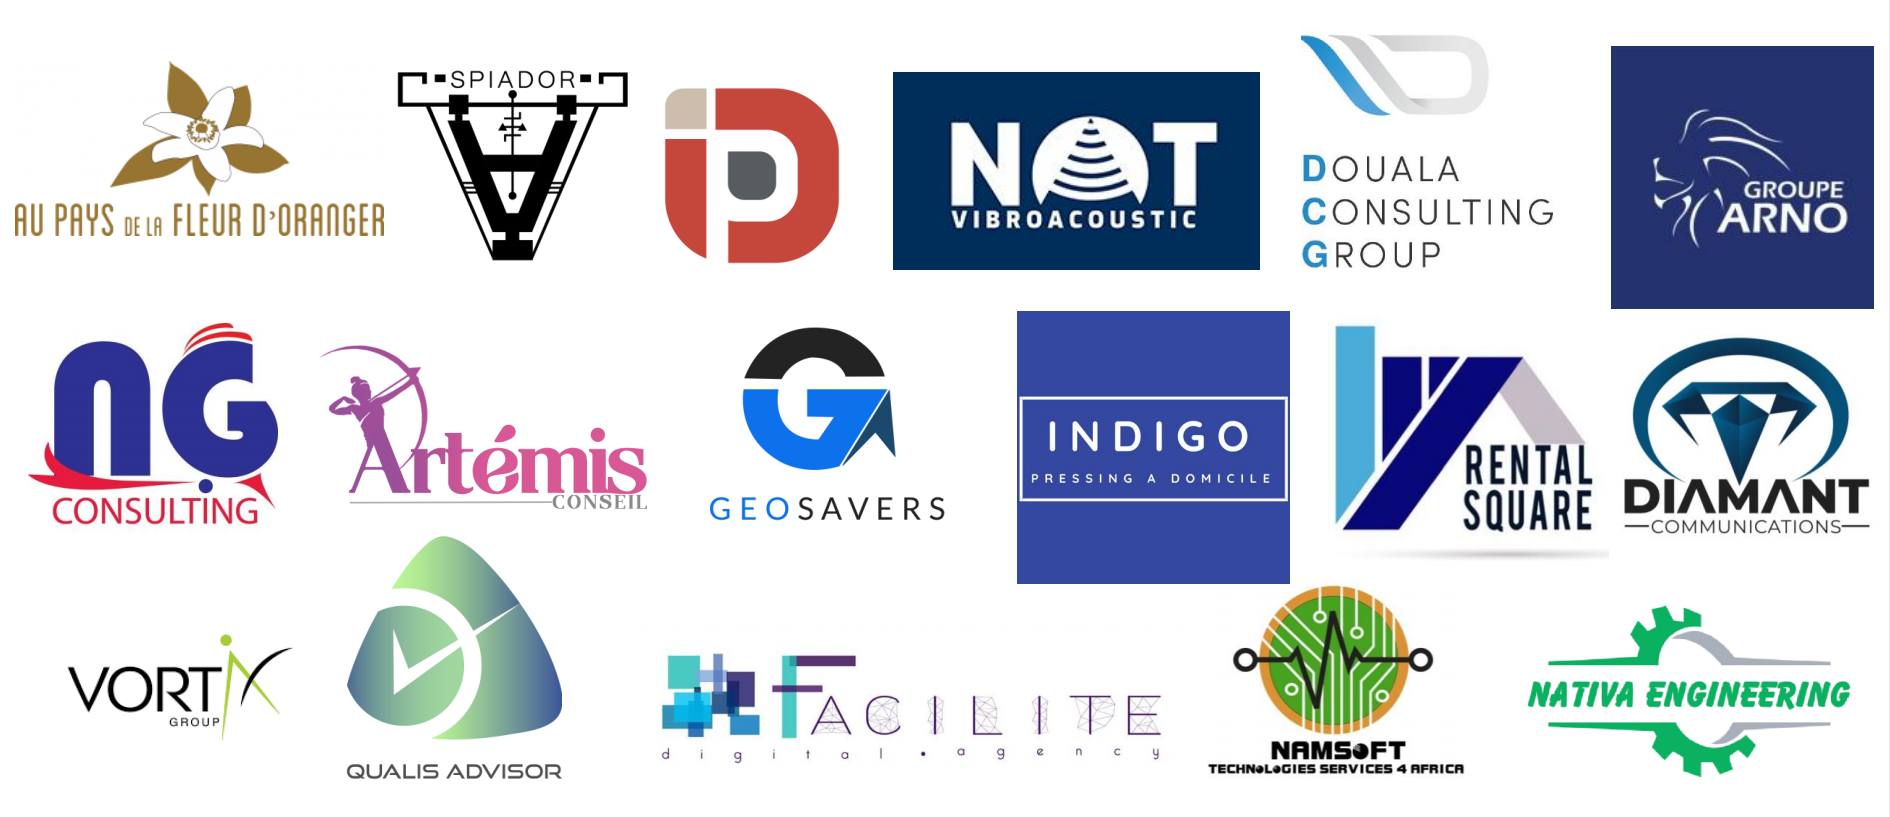 AU PAYS DE LA FLEUR D'ORANGER
SPIADOR
NOT
VIBROACOUSTIC
DOUALA
CONSULTING
GROUP
GROUPE
ARNO
NG
CONSULTING
Artémis
CONSEIL
GEOSAVERS
INDIGO
PRESSING A DOMICILE
RENTAL
SQUARE
DIAMANT
COMMUNICATIONS
VORTIX
GROUP
QUALIS ADVISOR
FACILITE
digital.agency
NAMSOFT
TECHNOLOGIES SERVICES 4 AFRICA
NATIVA ENGINEERING